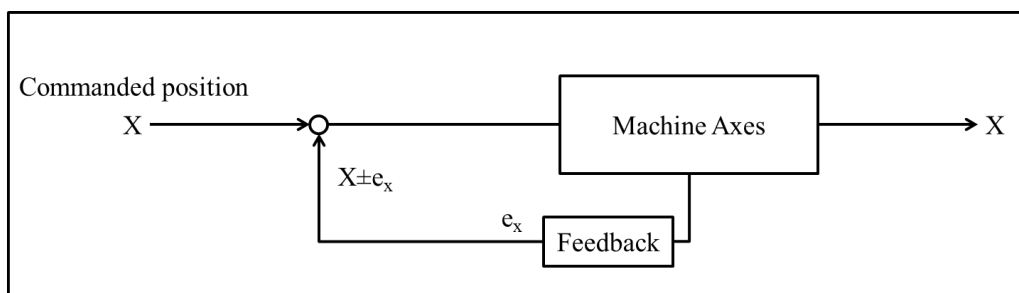 Commanded position
X
Machine Axes
X
X±eₓ
eₓ
Feedback